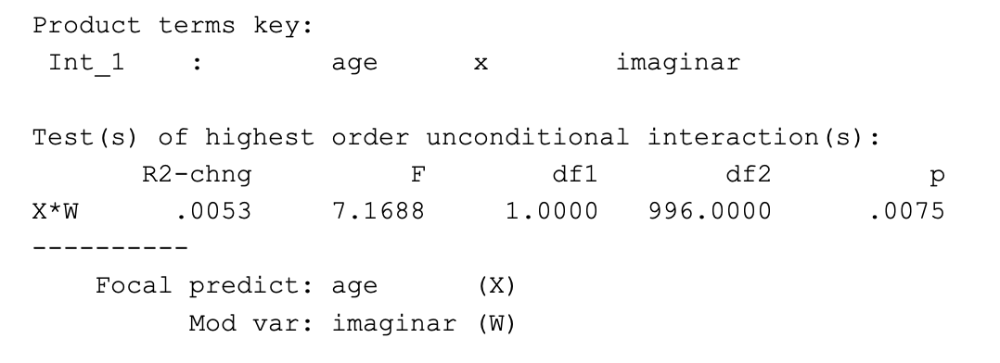 Product terms key:
Int_1 : age x imaginar
Test(s) of highest order unconditional interaction(s):
R2-chng F df1 df2 p
X*W .0053 7.1688 1.0000 996.0000 .0075
----------
Focal predict: age (X)
Mod var: imaginar (W)